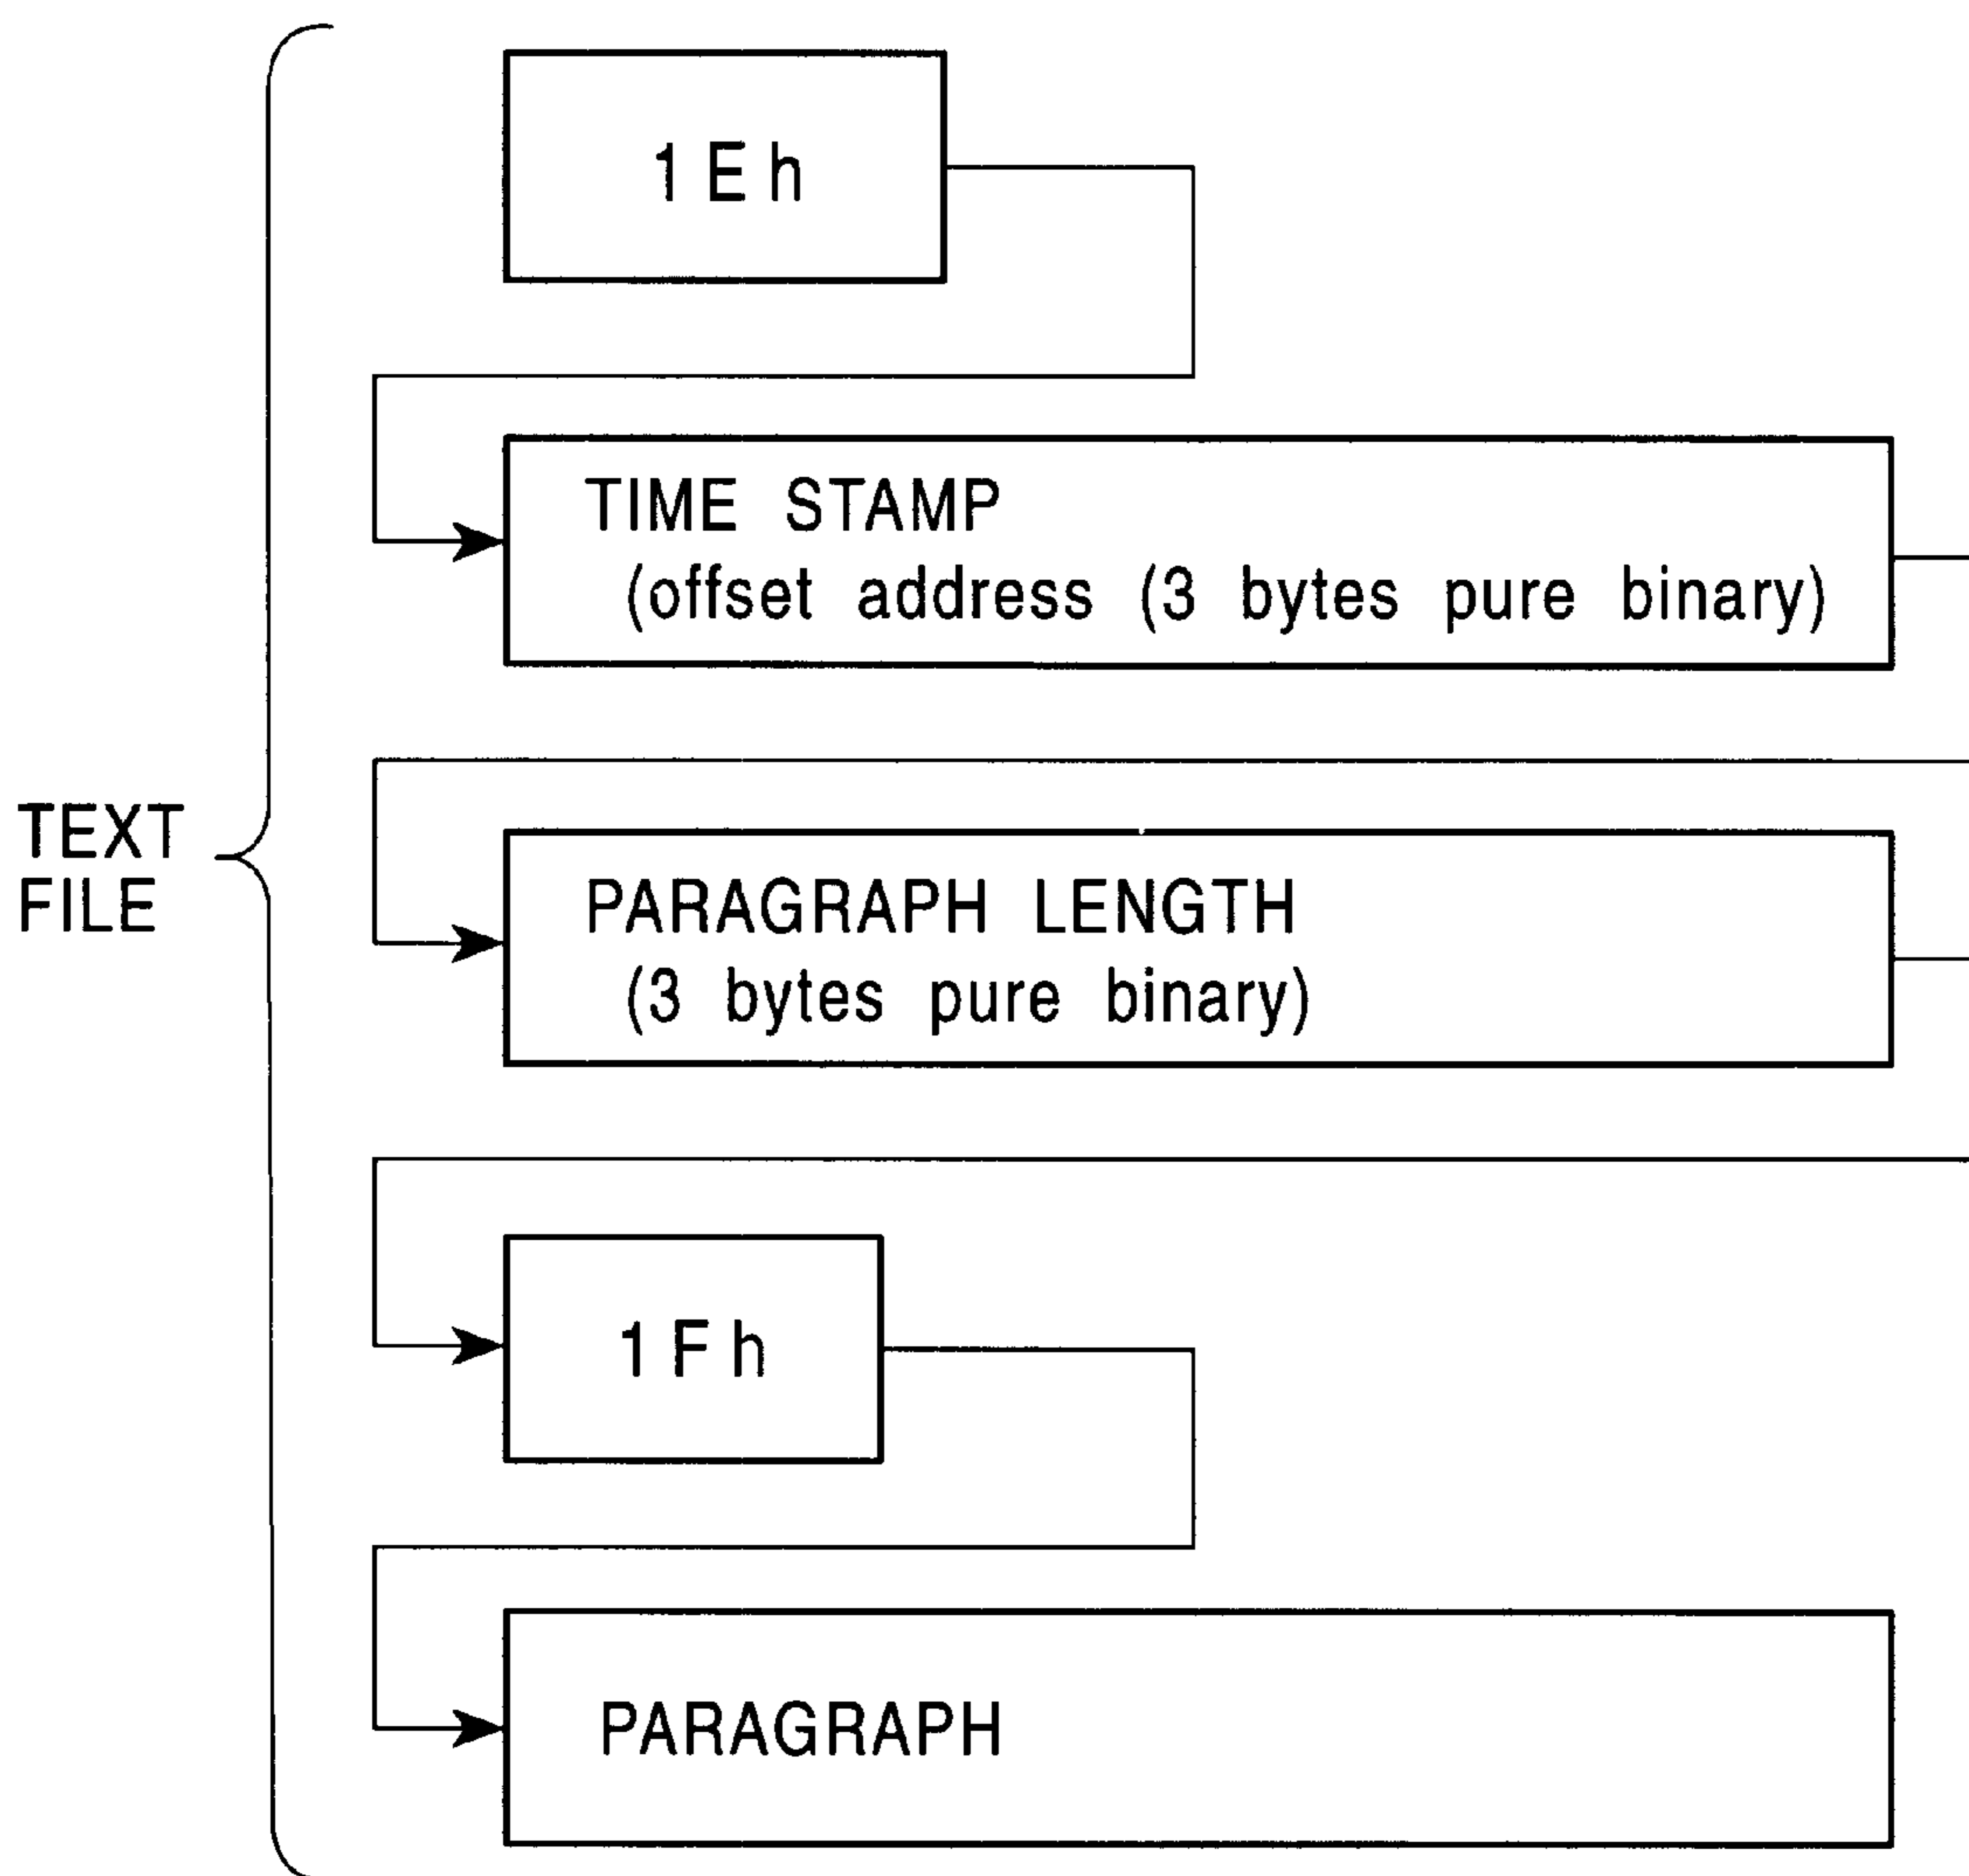 1Eh
TIME STAMP
(offset address (3 bytes pure binary)
TEXT
FILE
PARAGRAPH LENGTH
(3 bytes pure binary)
1Fh
PARAGRAPH